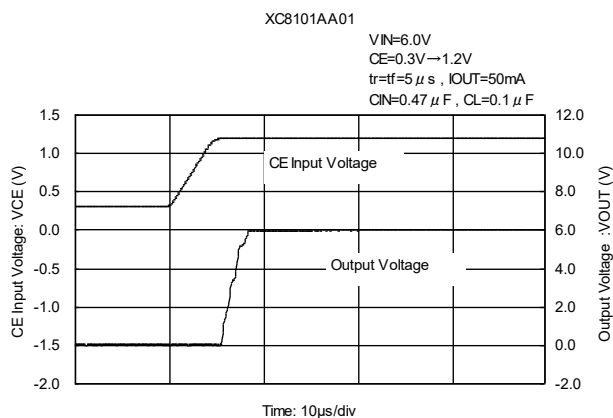 XC8101AA01
VIN=6.0V
CE=0.3V→1.2V
tr=tf=5μs , IOUT=50mA
CIN=0.47μF , CL=0.1μF
CE Input Voltage: VCE (V)
1.5
1.0
0.5
0.0
-0.5
-1.0
-1.5
-2.0
CE Input Voltage
Output Voltage
12.0
10.0
8.0
6.0
4.0
2.0
0.0
-2.0
Output Voltage :VOUT (V)
Time: 10μs/div